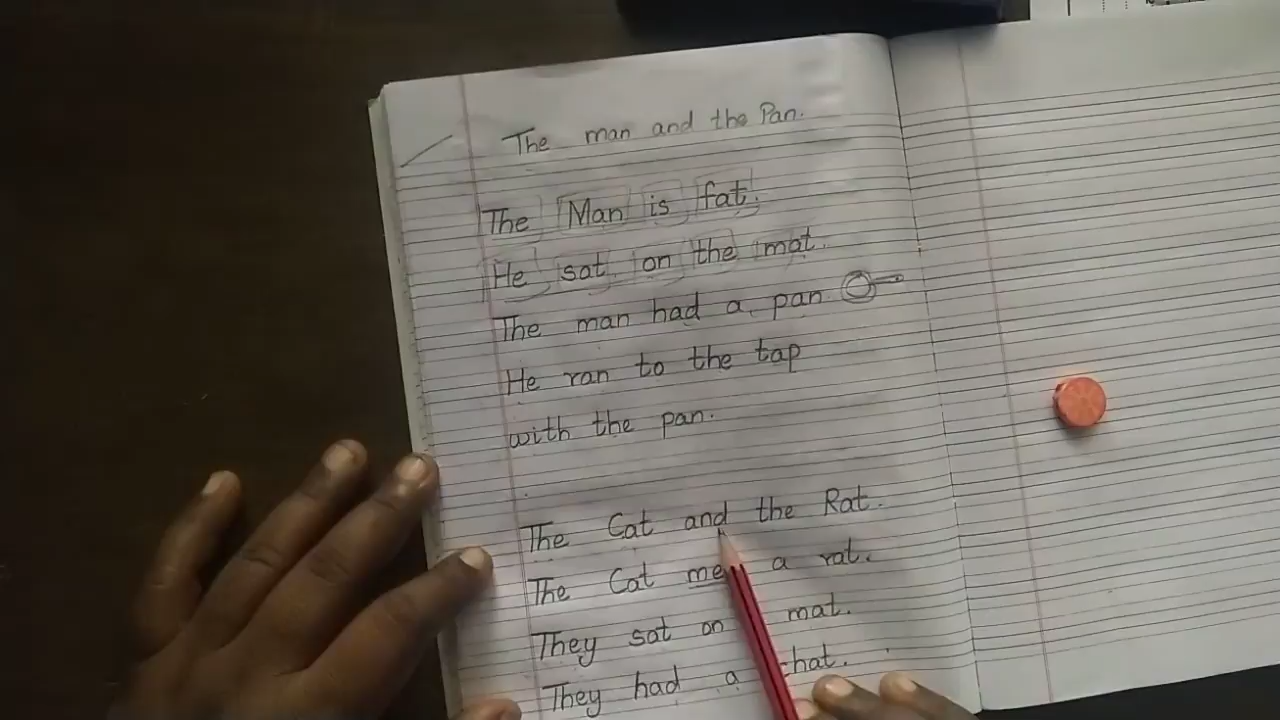 The man and the Pan.
The Man is fat.
He sat on the mat.
The man had a pan
He ran to the tap
with the pan.
The Cat and the Rat.
The Cat a rat.
They sat on mat.
They had a chat.